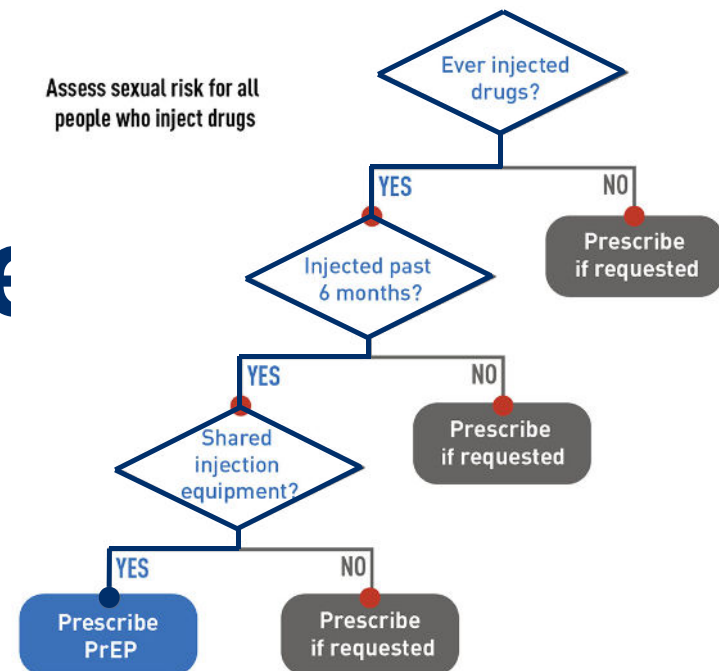 Assess sexual risk for all
people who inject drugs
Ever injected
drugs?
YES
NO
Prescribe
if requested
Injected past
6 months?
YES
NO
Prescribe
if requested
Shared
injection
equipment?
YES
NO
Prescribe
PrEP
Prescribe
if requested